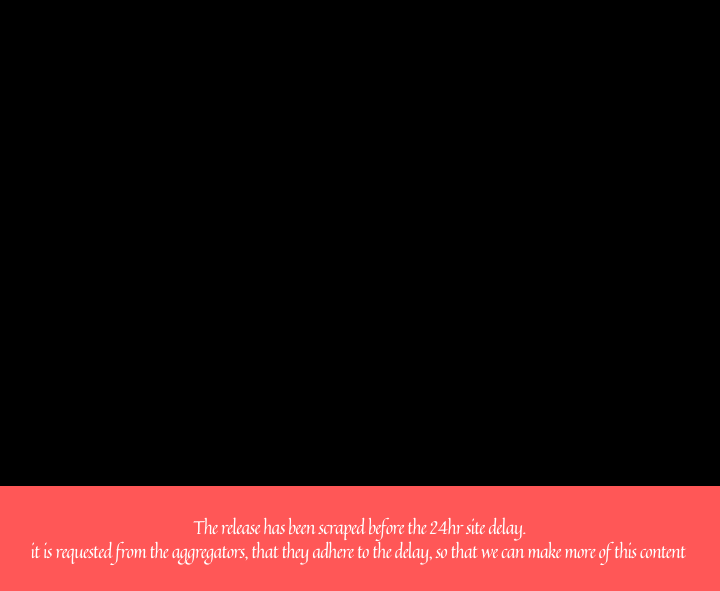 The release has been scraped before the 24hr site delay.
it is requested from the aggregators, that they adhere to the delay, so that we can make more of this content